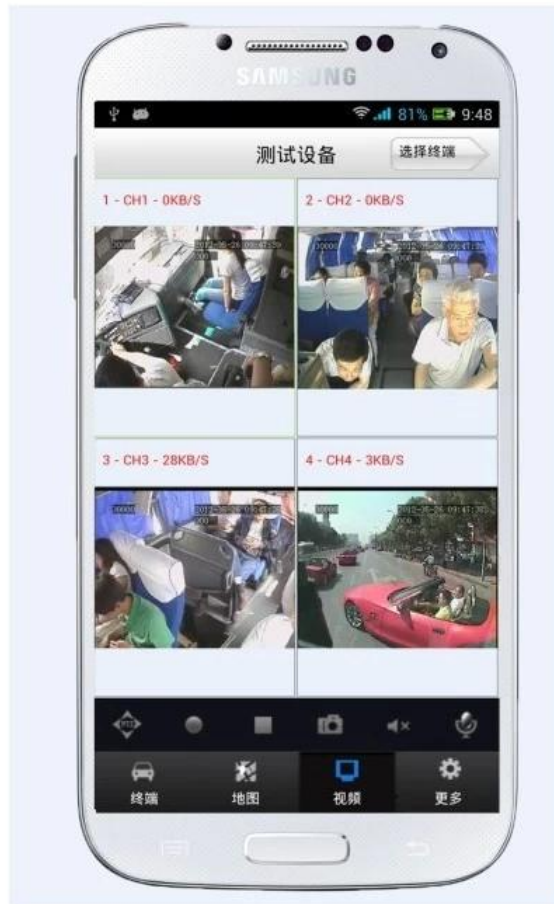 SAMSUNG
81% 9:48
测试设备
选择终端
1 - CH1 - 0KB/S
2 - CH2 - 0KB/S
3 - CH3 - 28KB/S
4 - CH4 - 3KB/S
PTZ
终端
地图
视频
更多